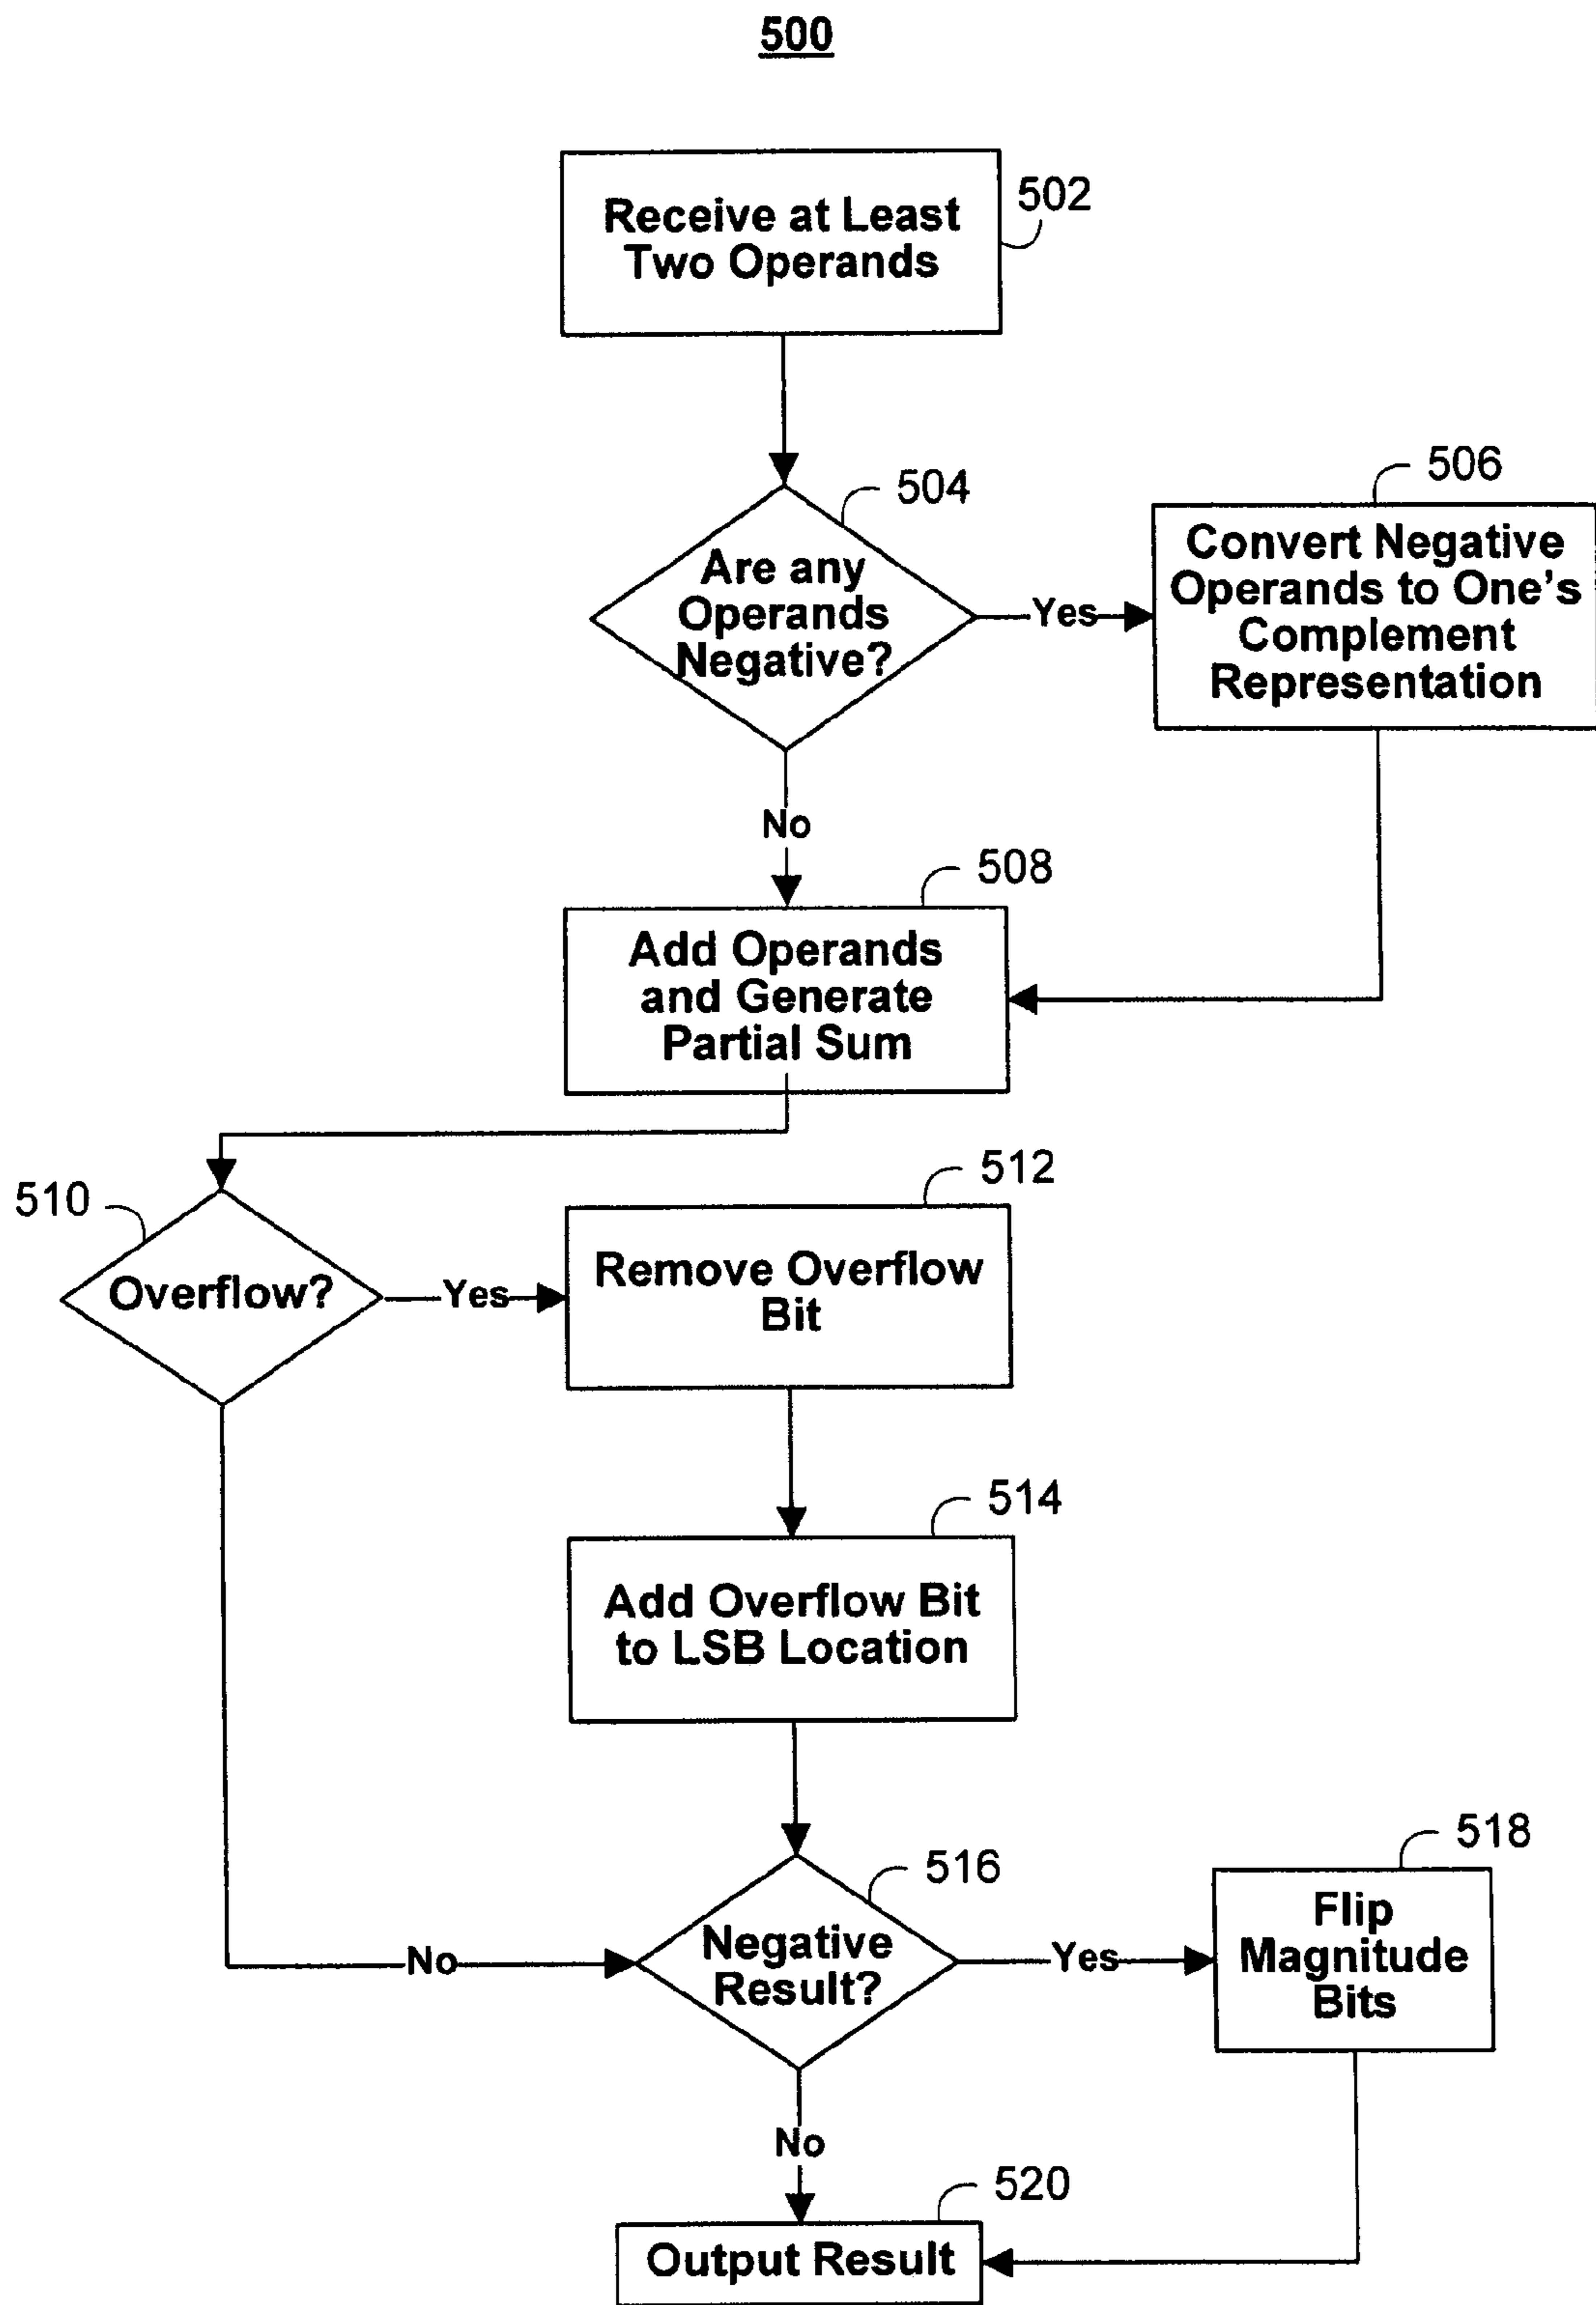 500
Receive at Least
Two Operands
502
504
Are any
Operands
Negative?
Yes
506
Convert Negative
Operands to One's
Complement
Representation
No
508
Add Operands
and Generate
Partial Sum
510
Overflow?
Yes
512
Remove Overflow
Bit
514
Add Overflow Bit
to LSB Location
516
Negative
Result?
No
Yes
518
Flip
Magnitude
Bits
No
520
Output Result